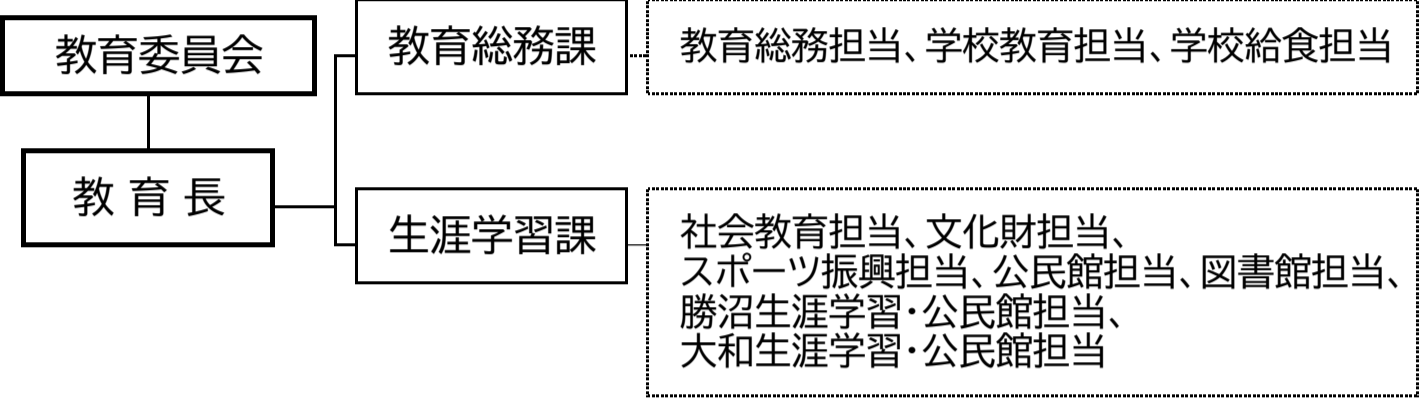 教育委員会
教育長
教育総務課
教育総務担当、学校教育担当、学校給食担当
生涯学習課
社会教育担当、文化財担当、
スポーツ振興担当、公民館担当、図書館担当、
勝沼生涯学習・公民館担当、
大和生涯学習・公民館担当